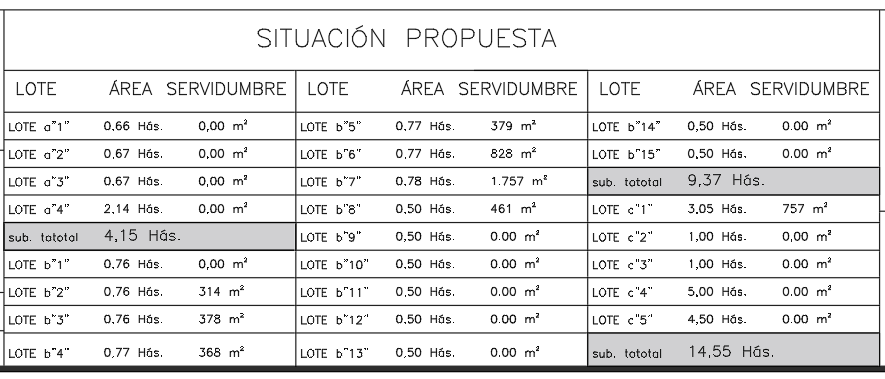 SITUACIÓN PROPUESTA
LOTE ÁREA SERVIDUMBRE LOTE ÁREA SERVIDUMBRE LOTE ÁREA SERVIDUMBRE
LOTE a"1" 0.66 Hás. 0,00 m² LOTE b"5" 0.77 Hás. 379 m² LOTE b"14" 0,50 Hás. 0.00 m²
LOTE a"2" 0,67 Hás. 0,00 m² LOTE b"6" 0,77 Hás. 828 m² LOTE b"15" 0,50 Hás. 0.00 m²
LOTE a"3" 0.67 Hás. 0,00 m² LOTE b"7" 0.78 Hás. 1.757 m² sub. tototal 9,37 Hás.
LOTE a"4" 2.14 Hás. 0,00 m² LOTE b"8" 0.50 Hás. 461 m² LOTE c"1" 3.05 Hás. 757 m²
sub. tatotal 4,15 Hás. LOTE b"9" 0,50 Hás. 0.00 m² LOTE c"2" 1,00 Hás. 0,00 m²
LOTE b"1" 0.76 Hás. 0,00 m² LOTE b"10" 0.50 Hás. 0.00 m² LOTE c"3" 1,00 Hás. 0.00 m²
LOTE b"2" 0,76 Hás. 314 m² LOTE b"11" 0,50 Hás. 0.00 m² LOTE c"4" 5,00 Hás. 0.00 m²
LOTE b"3" 0.76 Hás. 378 m² LOTE b"12" 0.50 Hás. 0.00 m² LOTE c"5" 4,50 Hás. 0.00 m²
LOTE b"4" 0,77 Hás. 368 m² LOTE b"13" 0,50 Hás. 0.00 m² sub. tatotal 14,55 Hás.